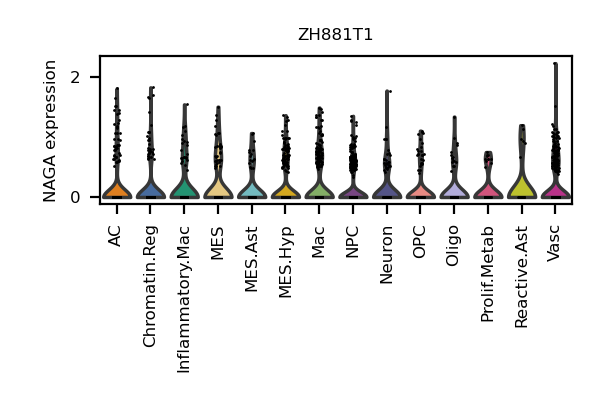 ZH881T1
NAGA expression
2
0
AC
Chromatin.Reg
Inflammatory.Mac
MES
MES.Ast
MES.Hyp
Mac
NPC
Neuron
OPC
Oligo
Prolif.Metab
Reactive.Ast
Vasc